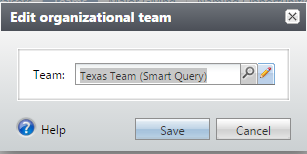 Edit organizational team
Team: Texas Team (Smart Query)
Help Save Cancel